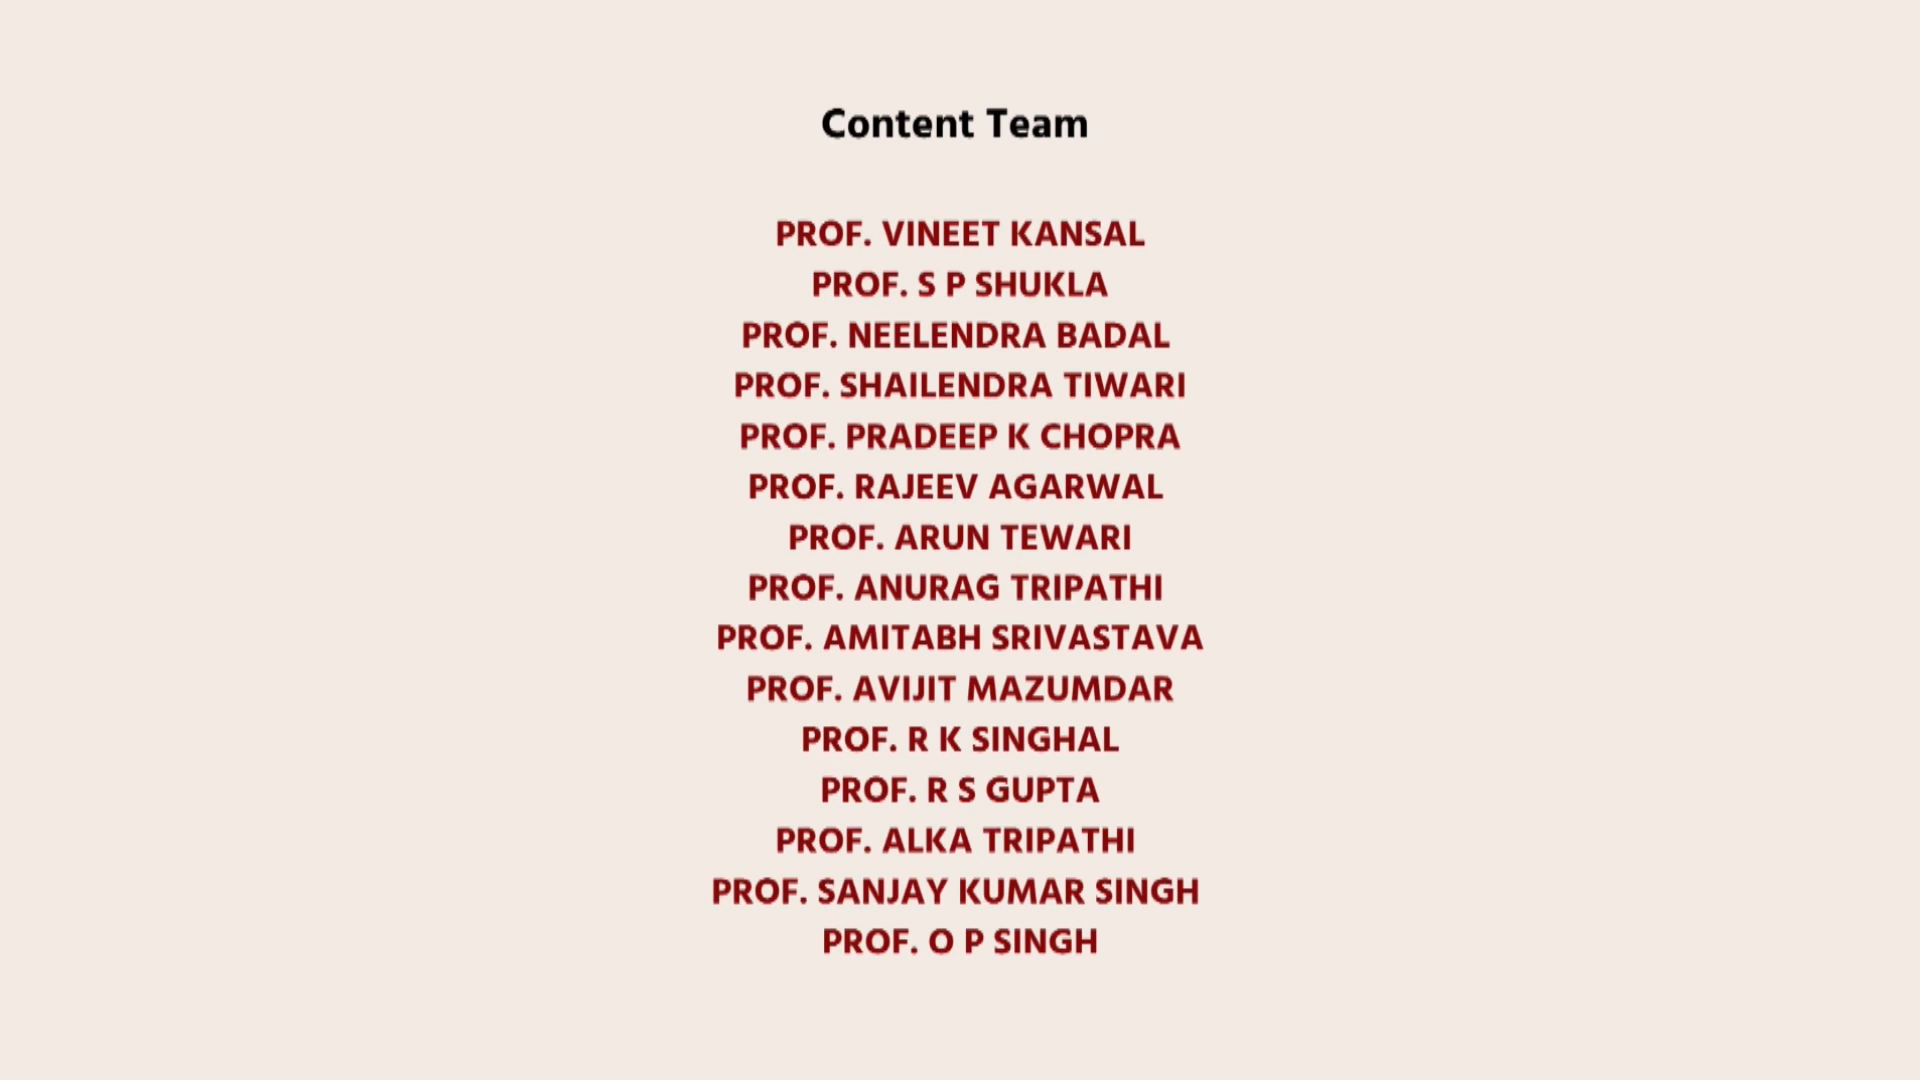 Content Team
PROF. VINEET KANSAL
PROF. S P SHUKLA
PROF. NEELENDRA BADAL
PROF. SHAILENDRA TIWARI
PROF. PRADEEP K CHOPRA
PROF. RAJEEV AGARWAL
PROF. ARUN TEWARI
PROF. ANURAG TRIPATHI
PROF. AMITABH SRIVASTAVA
PROF. AVIJIT MAZUMDAR
PROF. R K SINGHAL
PROF. R S GUPTA
PROF. ALKA TRIPATHI
PROF. SANJAY KUMAR SINGH
PROF. O P SINGH